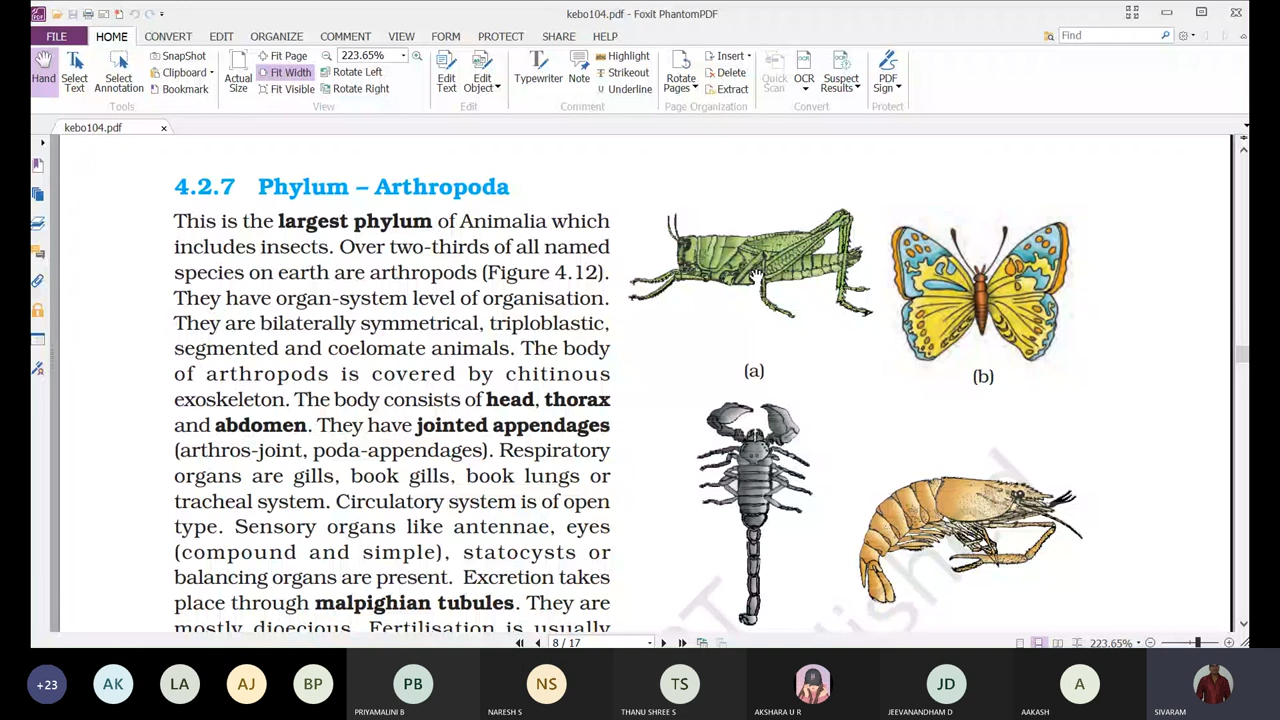 kebo104.pdf - Foxit PhantomPDF
FILE HOME CONVERT EDIT ORGANIZE COMMENT VIEW FORM PROTECT SHARE HELP
Find
Hand
Select Text
Select Annotation
SnapShot
Clipboard
Bookmark
Tools
Actual Size
Fit Page
Fit Width
Fit Visible
223.65%
Rotate Left
Rotate Right
View
Edit Text
Edit Object
Edit
Typewriter
Note
Highlight
Strikeout
Underline
Comment
Rotate Pages
Insert
Delete
Extract
Page Organization
Quick Scan
OCR
Suspect Results
Convert
PDF Sign
Protect
kebo104.pdf
4.2.7 Phylum – Arthropoda
This is the largest phylum of Animalia which
includes insects. Over two-thirds of all named
species on earth are arthropods (Figure 4.12).
They have organ-system level of organisation.
They are bilaterally symmetrical, triploblastic,
segmented and coelomate animals. The body
of arthropods is covered by chitinous
exoskeleton. The body consists of head, thorax
and abdomen. They have jointed appendages
(arthros-joint, poda-appendages). Respiratory
organs are gills, book gills, book lungs or
tracheal system. Circulatory system is of open
type. Sensory organs like antennae, eyes
(compound and simple), statocysts or
balancing organs are present. Excretion takes
place through malpighian tubules. They are
mostly dioecious. Fertilisation is usually
(a)
(b)
8 / 17
223.65%
+23
AK
LA
AJ
BP
PB
PRIYAMALINI B
NS
NARESH S
TS
THANU SHREE S
AKSHARA U R
JD
JEEVANANDHAM D
A
AAKASH
SIVARAM